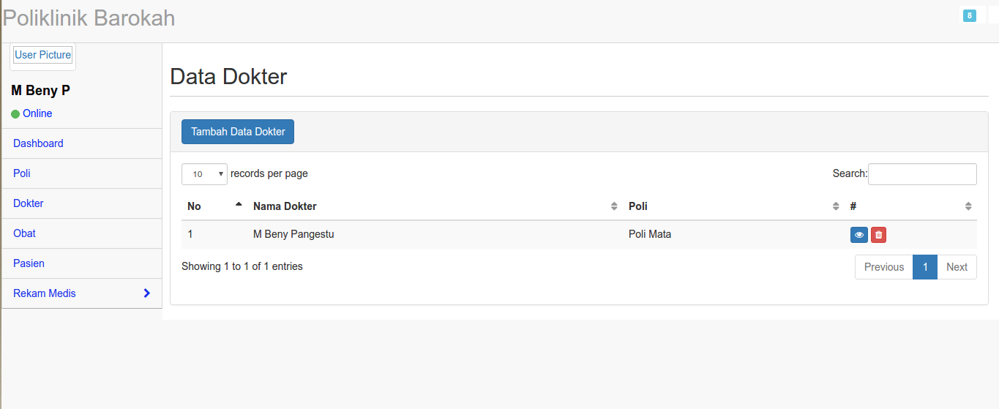 Poliklinik Barokah
8
User Picture
M Beny P
Online
Dashboard
Poli
Dokter
Obat
Pasien
Rekam Medis
Data Dokter
Tambah Data Dokter
10 records per page
Search:
No Nama Dokter Poli #
1 M Beny Pangestu Poli Mata
Showing 1 to 1 of 1 entries
Previous 1 Next